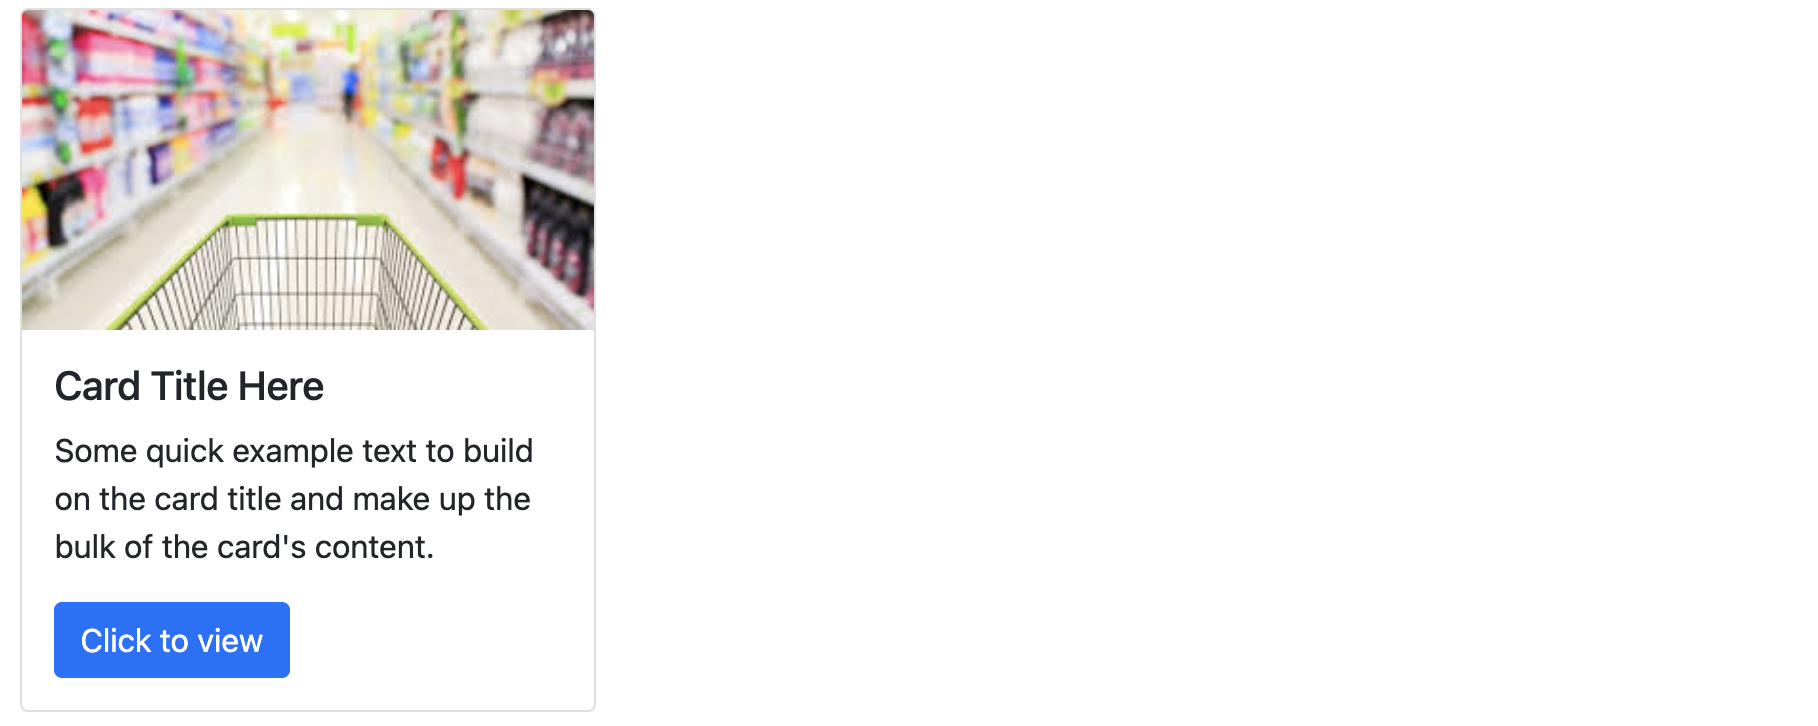 Card Title Here
Some quick example text to build
on the card title and make up the
bulk of the card's content.
Click to view